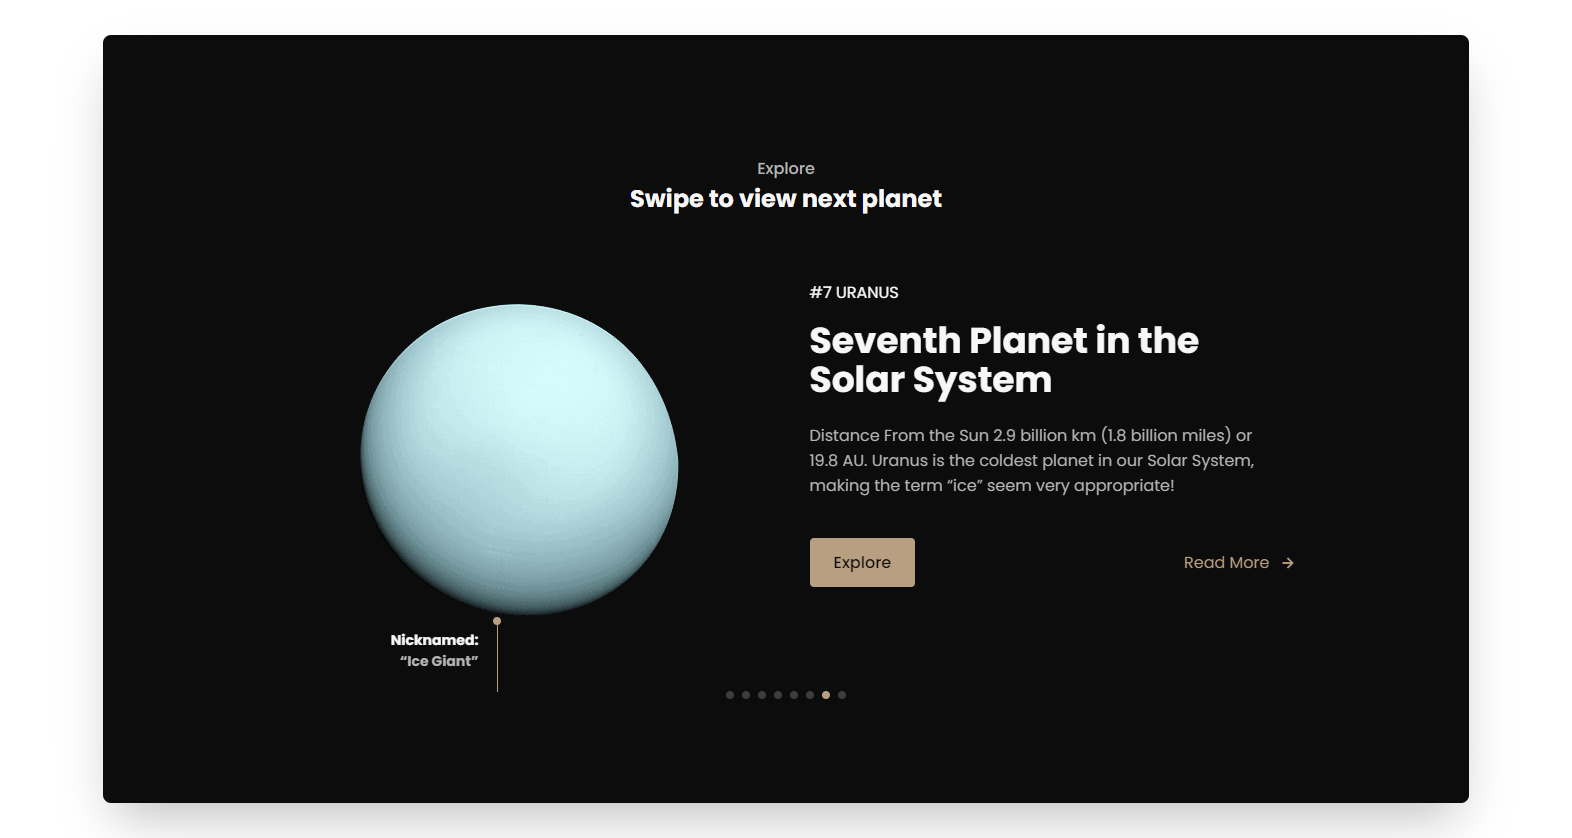 Explore
Swipe to view next planet
#7 URANUS
Seventh Planet in the
Solar System
Distance From the Sun 2.9 billion km (1.8 billion miles) or
19.8 AU. Uranus is the coldest planet in our Solar System,
making the term “ice” seem very appropriate!
Explore
Read More
Nicknamed:
“Ice Giant”